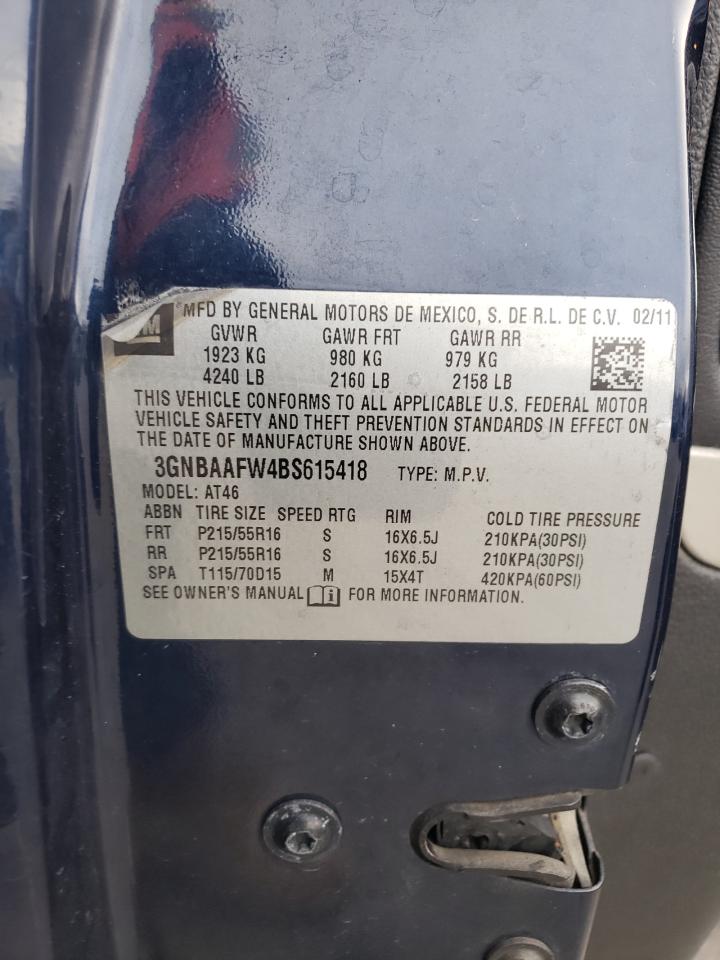 GM
MFD BY GENERAL MOTORS DE MEXICO, S. DE R.L. DE C.V. 02/11
GVWR GAWR FRT GAWR RR
1923 KG 980 KG 979 KG
4240 LB 2160 LB 2158 LB
THIS VEHICLE CONFORMS TO ALL APPLICABLE U.S. FEDERAL MOTOR
VEHICLE SAFETY AND THEFT PREVENTION STANDARDS IN EFFECT ON
THE DATE OF MANUFACTURE SHOWN ABOVE.
3GNBAAFW4BS615418 TYPE: M.P.V.
MODEL: AT46
ABBN TIRE SIZE SPEED RTG RIM COLD TIRE PRESSURE
FRT P215/55R16 S 16X6.5J 210KPA(30PSI)
RR P215/55R16 S 16X6.5J 210KPA(30PSI)
SPA T115/70D15 M 15X4T 420KPA(60PSI)
SEE OWNER'S MANUAL i FOR MORE INFORMATION.